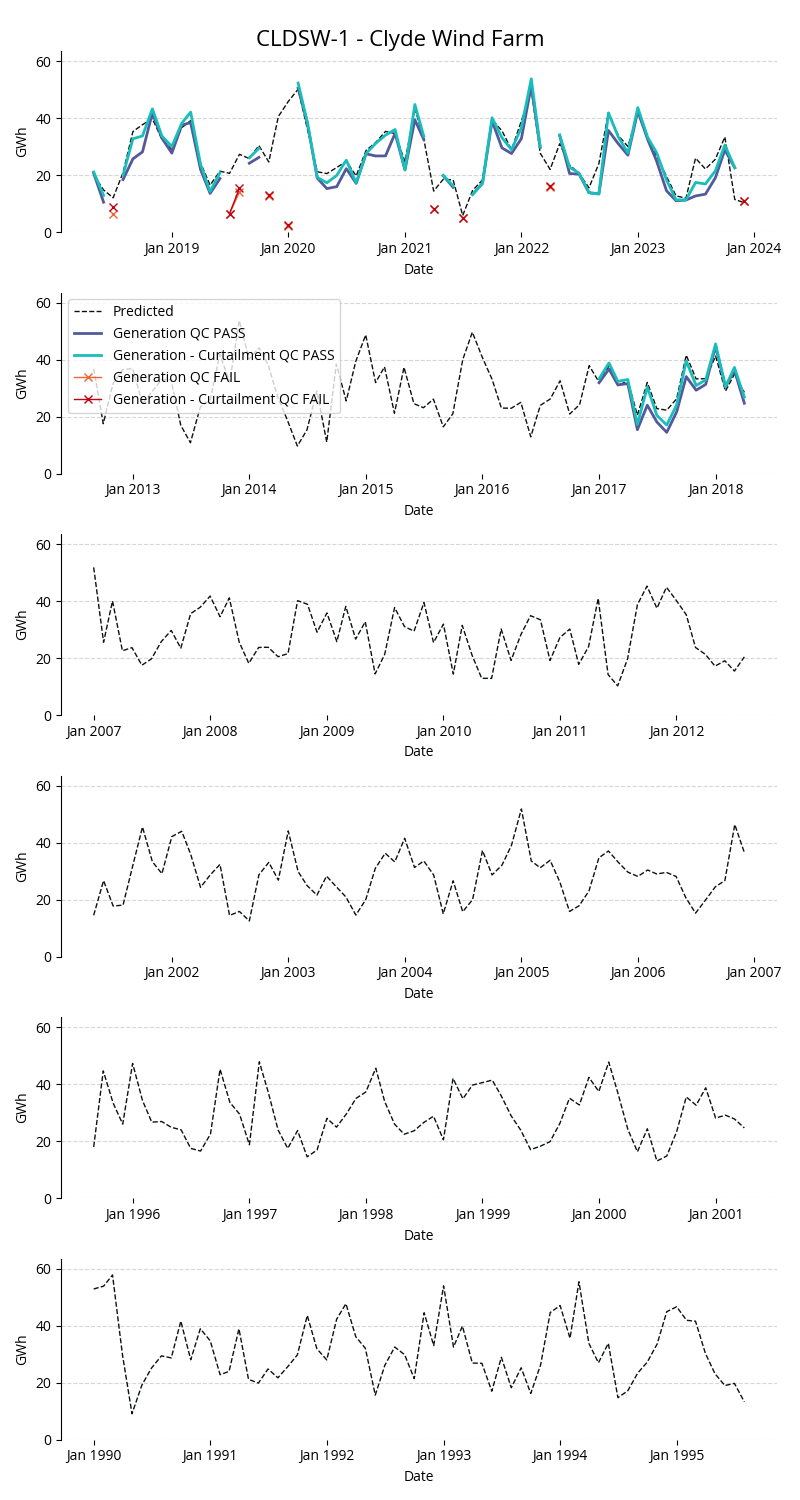 CLDSW-1 - Clyde Wind Farm
60
40
20
0
GWh
Jan 2019 Jan 2020 Jan 2021 Jan 2022 Jan 2023 Jan 2024
Date
60
40
20
0
GWh
Predicted
Generation QC PASS
Generation - Curtailment QC PASS
Generation QC FAIL
Generation - Curtailment QC FAIL
Jan 2013 Jan 2014 Jan 2015 Jan 2016 Jan 2017 Jan 2018
Date
60
40
20
0
GWh
Jan 2007 Jan 2008 Jan 2009 Jan 2010 Jan 2011 Jan 2012
Date
60
40
20
0
GWh
Jan 2002 Jan 2003 Jan 2004 Jan 2005 Jan 2006 Jan 2007
Date
60
40
20
0
GWh
Jan 1996 Jan 1997 Jan 1998 Jan 1999 Jan 2000 Jan 2001
Date
60
40
20
0
GWh
Jan 1990 Jan 1991 Jan 1992 Jan 1993 Jan 1994 Jan 1995
Date